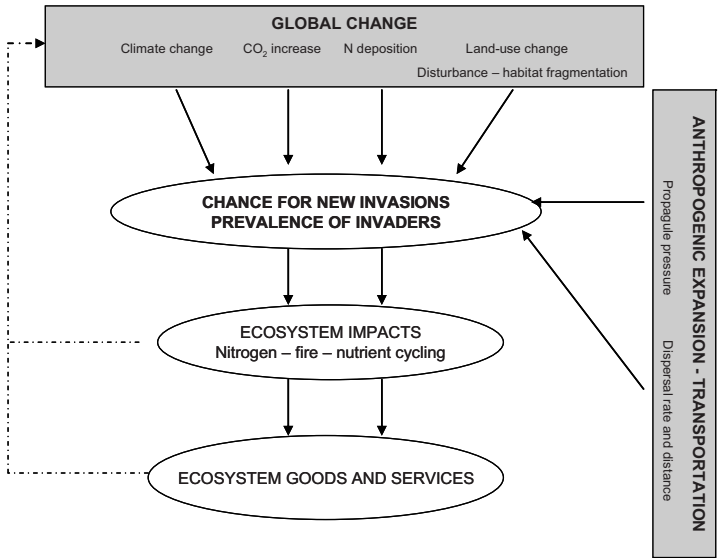 GLOBAL CHANGE
Climate change CO₂ increase N deposition Land-use change
Disturbance – habitat fragmentation
CHANCE FOR NEW INVASIONS
PREVALENCE OF INVADERS
ECOSYSTEM IMPACTS
Nitrogen – fire – nutrient cycling
ECOSYSTEM GOODS AND SERVICES
ANTHROPOGENIC EXPANSION - TRANSPORTATION
Propagule pressure Dispersal rate and distance